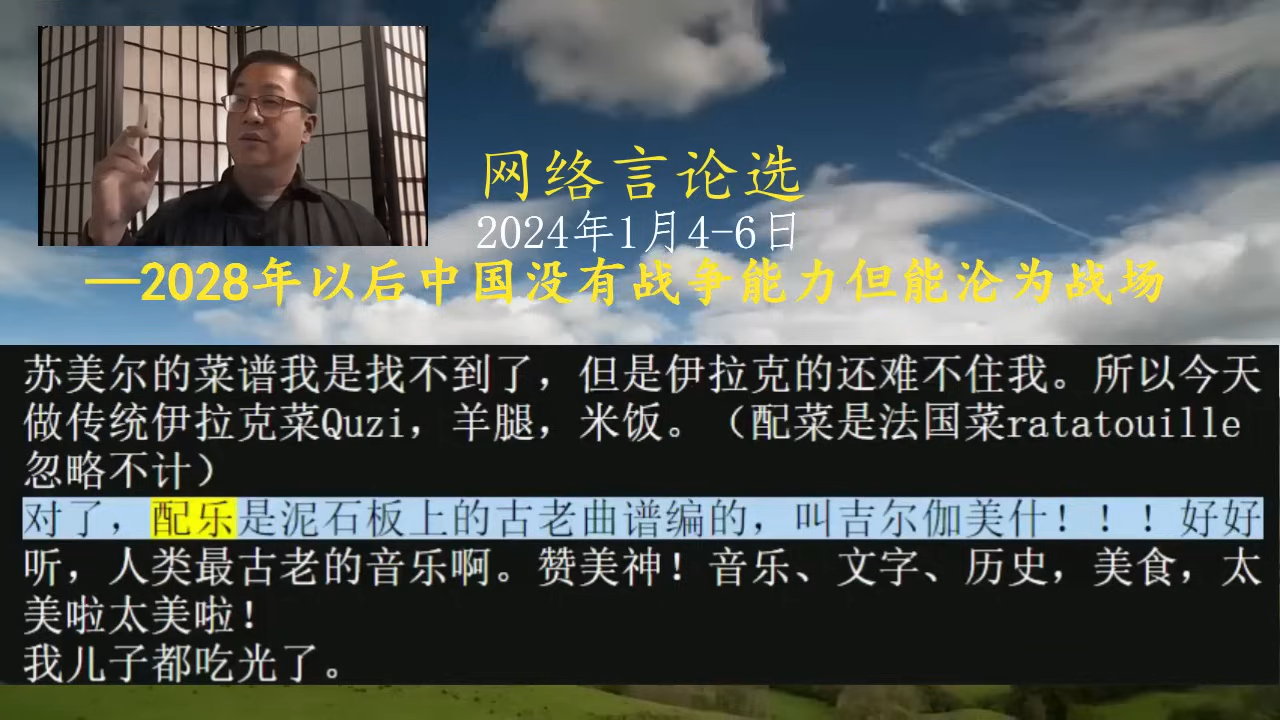 网络言论选
2024年1月4-6日
—2028年以后中国没有战争能力但能沦为战场
苏美尔的菜谱我是找不到了，但是伊拉克的还难不住我。所以今天
做传统伊拉克菜Quzi，羊腿，米饭。（配菜是法国菜ratatouille
忽略不计）
对了，配乐是泥石板上的古老曲谱编的，叫吉尔伽美什！！！好好
听，人类最古老的音乐啊。赞美神！音乐、文字、历史，美食，太
美啦太美啦！
我儿子都吃光了。